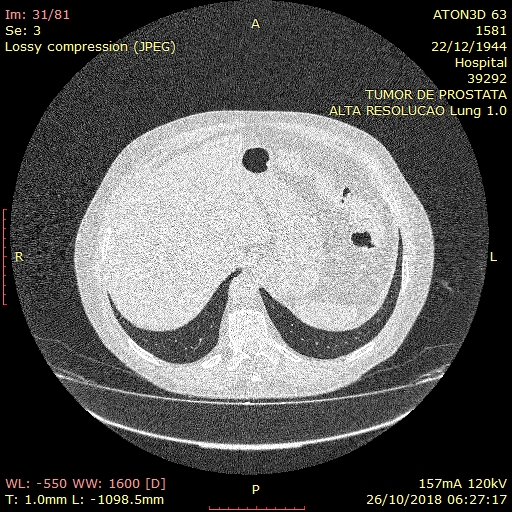 Im: 31/81
Se: 3
Lossy compression (JPEG)
ATON3D 63
1581
22/12/1944
Hospital
39292
TUMOR DE PROSTATA
ALTA RESOLUCAO Lung 1.0
A
R
L
P
WL: -550 WW: 1600 [D]
T: 1.0mm L: -1098.5mm
157mA 120kV
26/10/2018 06:27:17